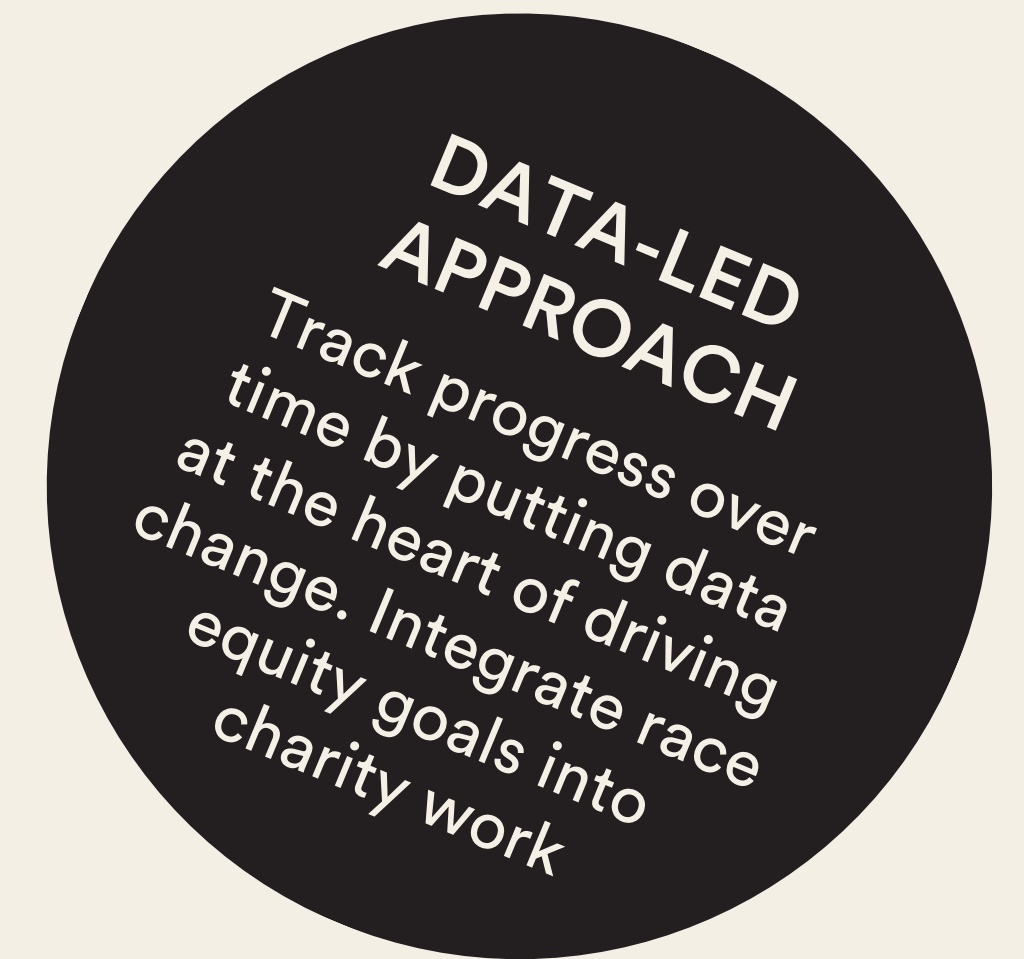 DATA-LED
APPROACH
Track progress over
time by putting data
at the heart of driving
change. Integrate race
equity goals into
charity work